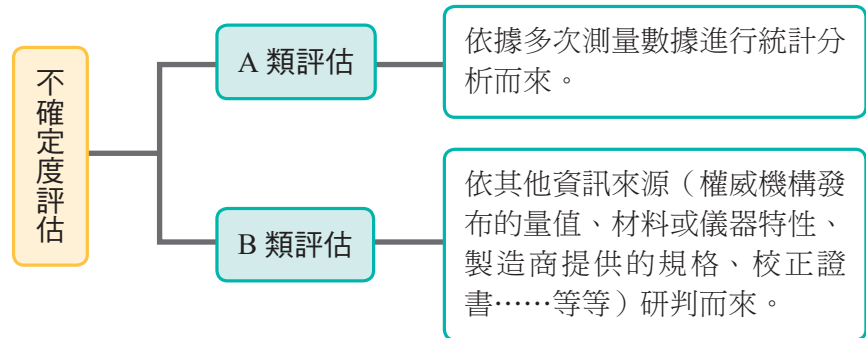 不確定度評估
A 類評估
依據多次測量數據進行統計分
析而來。
B 類評估
依其他資訊來源（權威機構發
布的量值、材料或儀器特性、
製造商提供的規格、校正證
書……等等）研判而來。